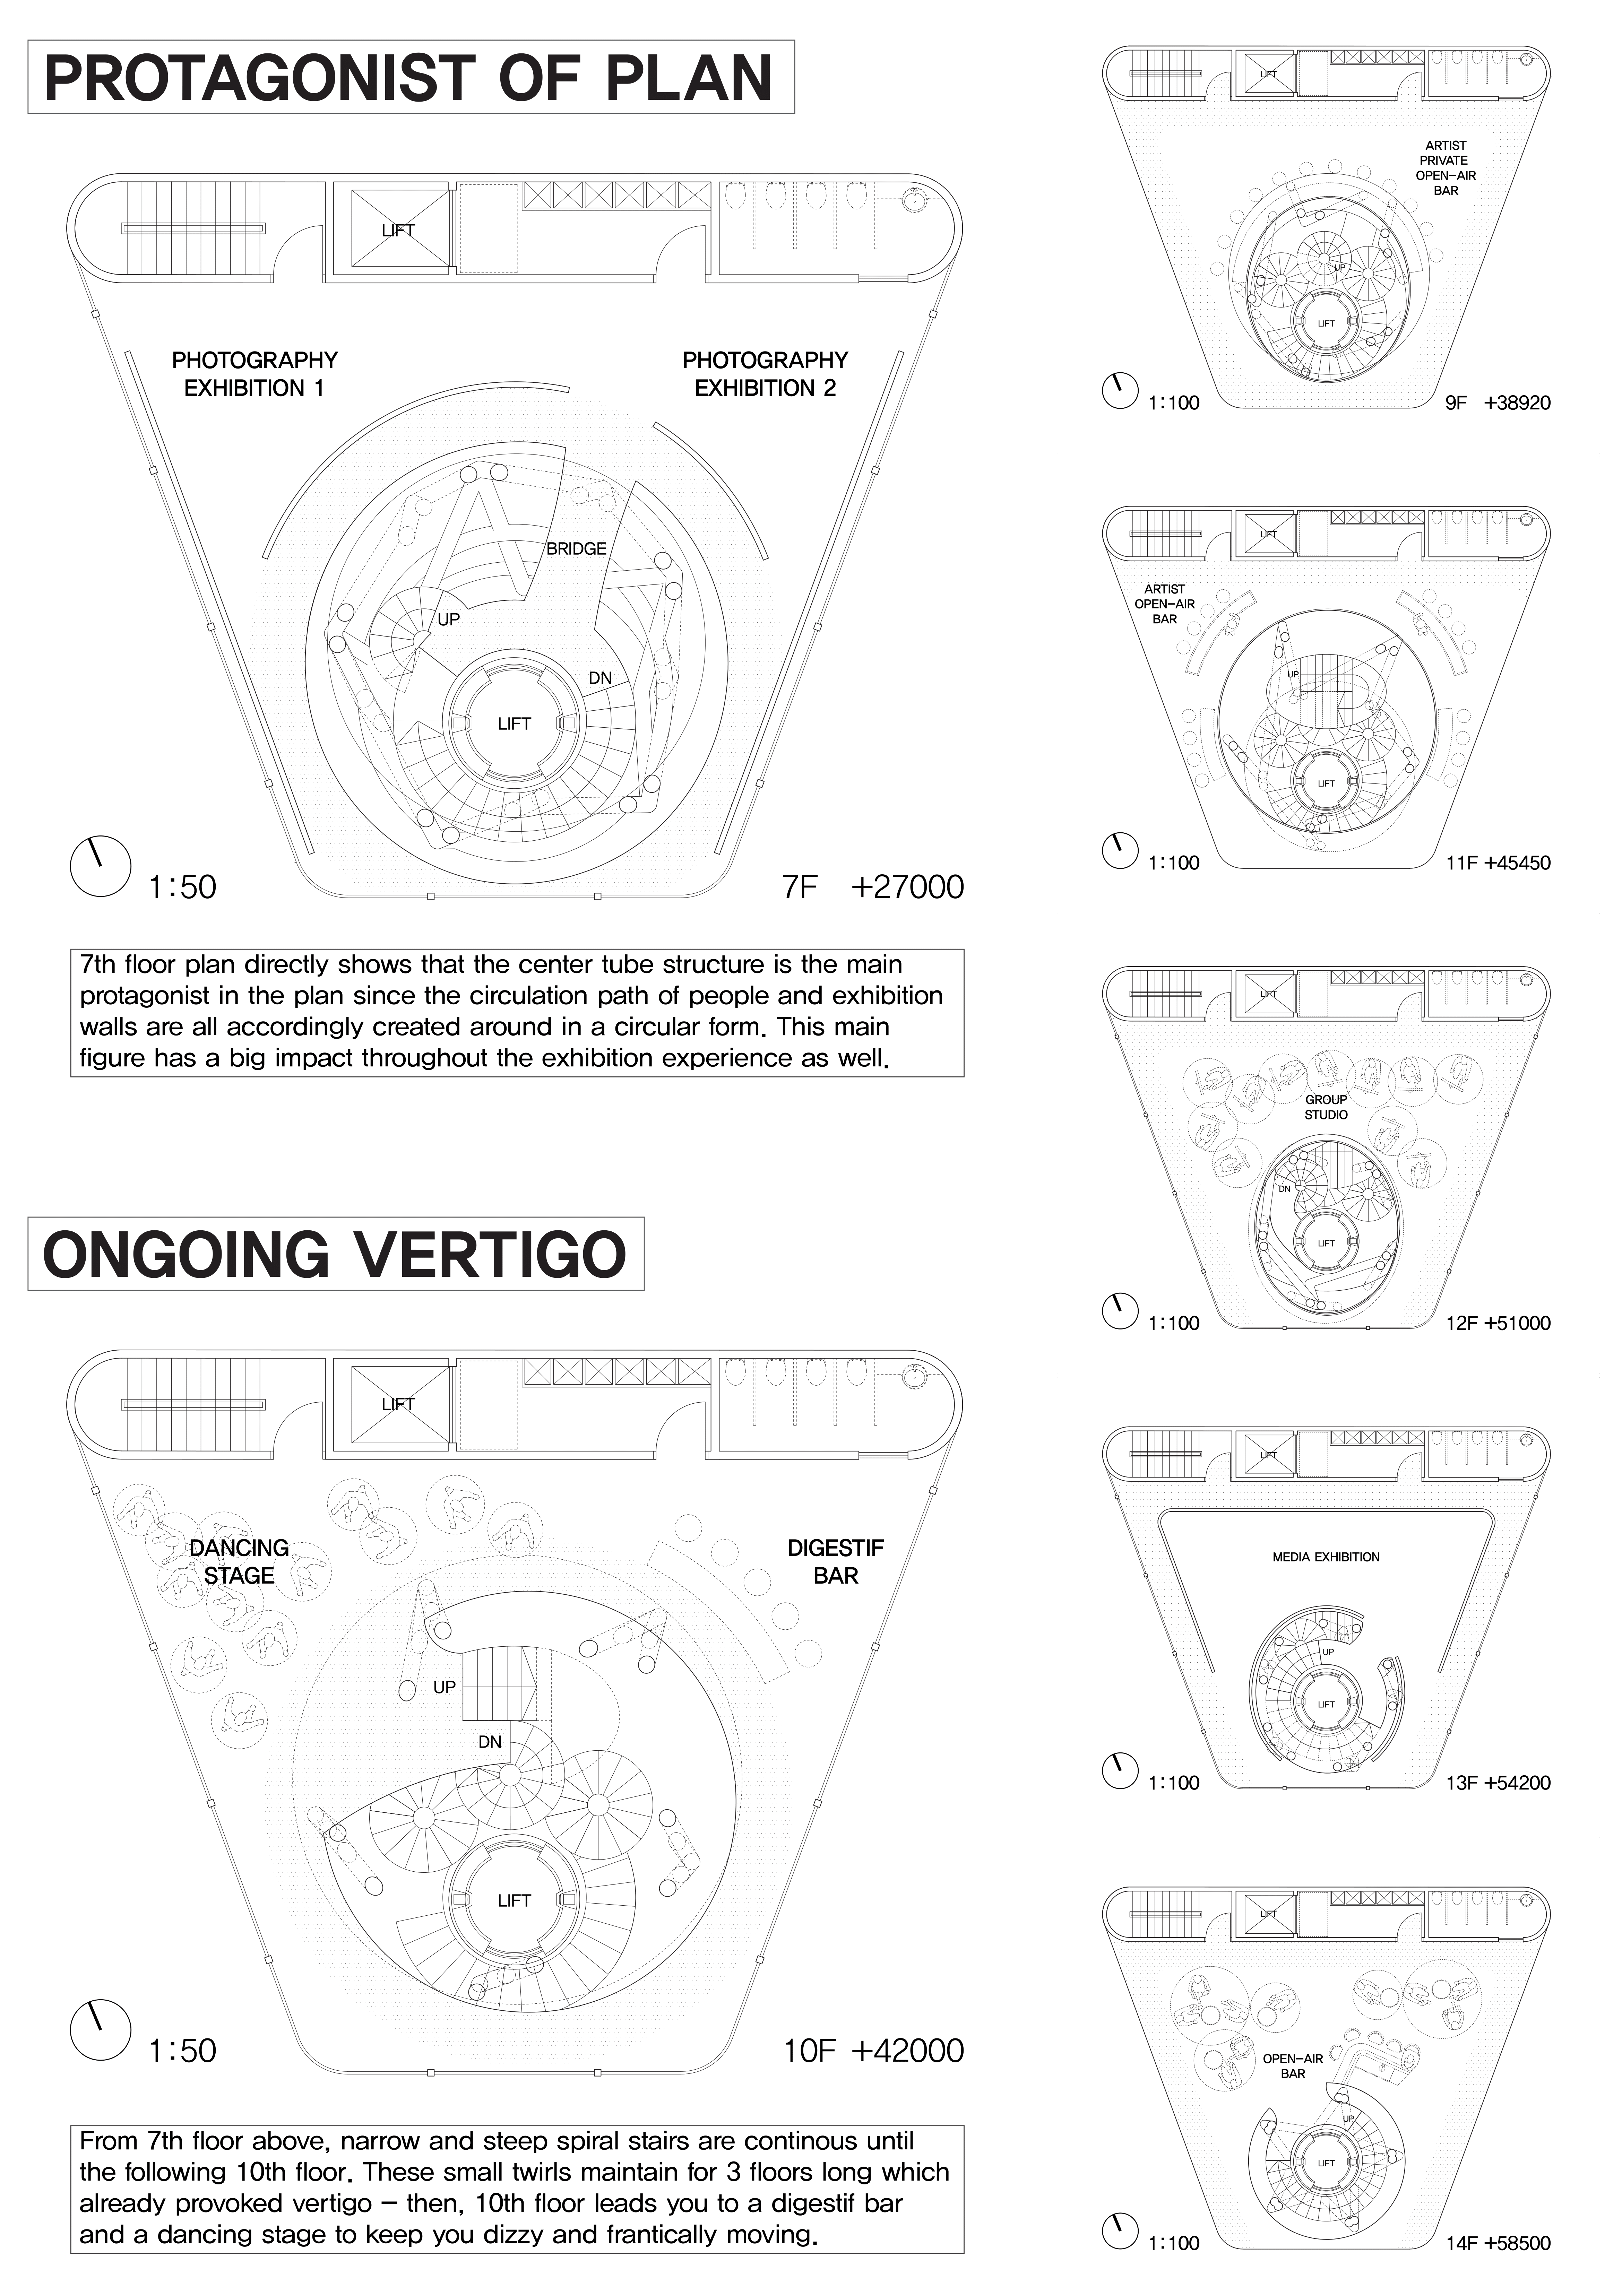 PROTAGONIST OF PLAN
LIFT
PHOTOGRAPHY
EXHIBITION 1
PHOTOGRAPHY
EXHIBITION 2
BRIDGE
UP
DN
LIFT
1:50
7F +27000
7th floor plan directly shows that the center tube structure is the main
protagonist in the plan since the circulation path of people and exhibition
walls are all accordingly created around in a circular form. This main
figure has a big impact throughout the exhibition experience as well.
ONGOING VERTIGO
LIFT
DANCING
STAGE
DIGESTIF
BAR
UP
DN
LIFT
1:50
10F +42000
From 7th floor above, narrow and steep spiral stairs are continous until
the following 10th floor. These small twirls maintain for 3 floors long which
already provoked vertigo – then, 10th floor leads you to a digestif bar
and a dancing stage to keep you dizzy and frantically moving.
LIFT
ARTIST
PRIVATE
OPEN-AIR
BAR
UP
LIFT
1:100
9F +38920
LIFT
ARTIST
OPEN-AIR
BAR
UP
LIFT
1:100
11F +45450
LIFT
GROUP
STUDIO
DN
LIFT
1:100
12F +51000
LIFT
MEDIA EXHIBITION
UP
LIFT
1:100
13F +54200
LIFT
OPEN-AIR
BAR
UP
LIFT
1:100
14F +58500